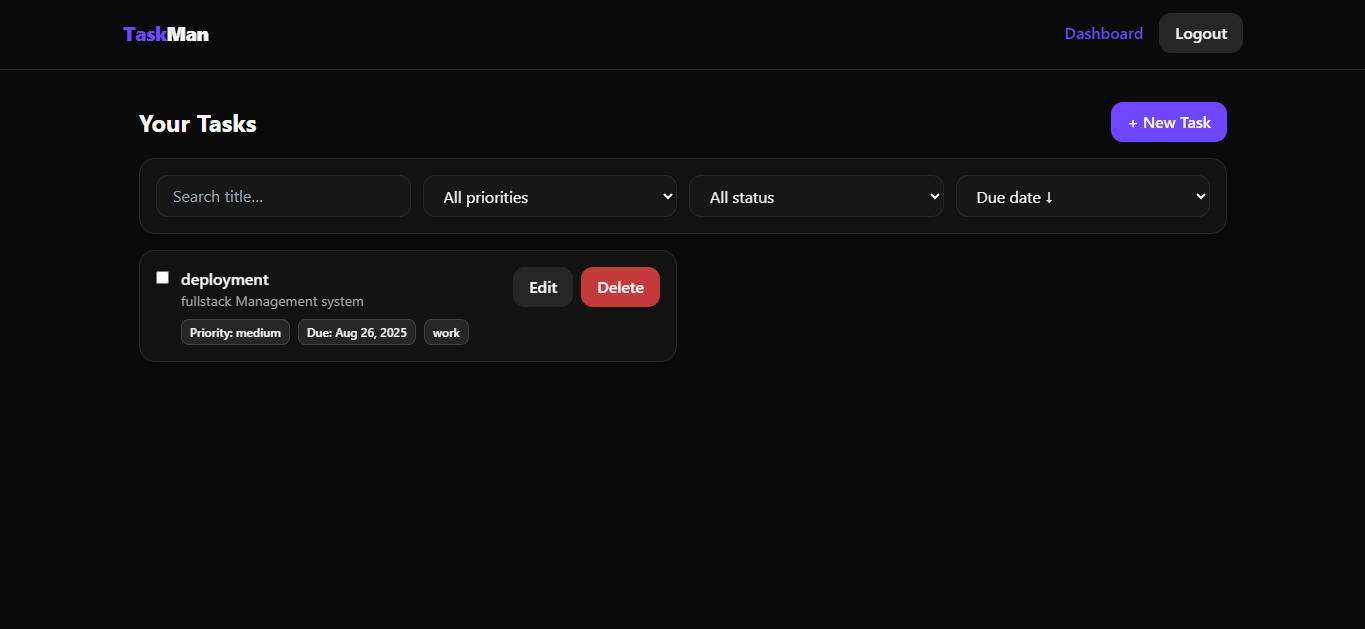 TaskMan
Dashboard
Logout
Your Tasks
+ New Task
Search title...
All priorities
All status
Due date ↓
deployment
Edit
Delete
fullstack Management system
Priority: medium
Due: Aug 26, 2025
work